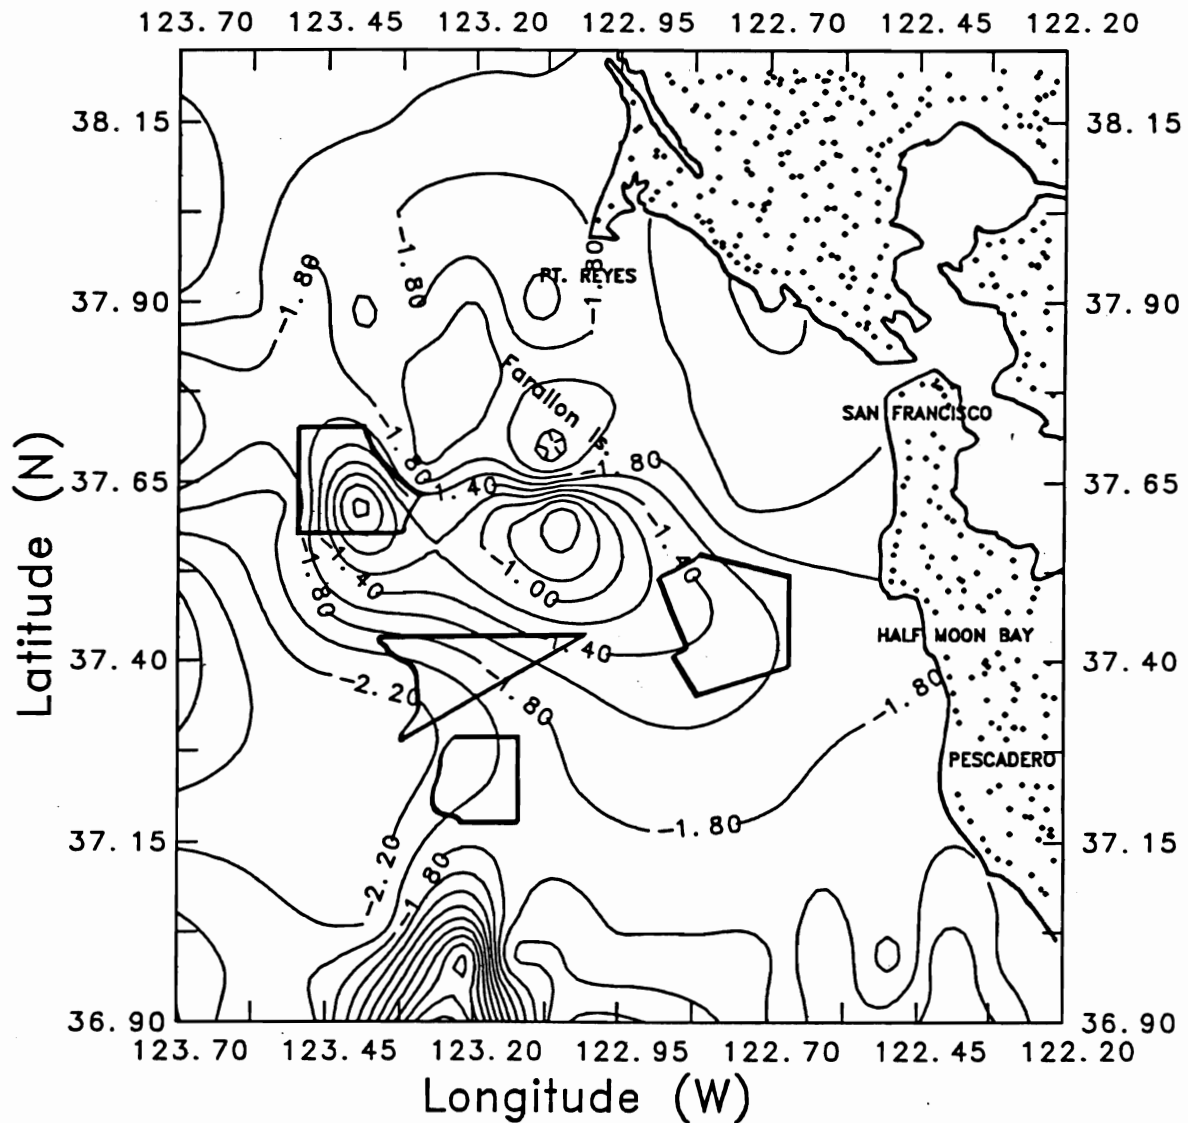 123.70 123.45 123.20 122.95 122.70 122.45 122.20
38.15 38.15
-1.80
-1.80
-1.80
PT. REYES
37.90 37.90
Farallon Is.
SAN FRANCISCO
-1.80
-1.80
37.65 37.65
-1.40
-1.40
-1.00
-1.40
-1.80
HALF MOON BAY
-1.40
37.40 37.40
-2.20
-1.80
-1.80
PESCADERO
-1.80
37.15 37.15
-2.20
-1.80
36.90 36.90
123.70 123.45 123.20 122.95 122.70 122.45 122.20
Longitude (W)
Latitude (N)